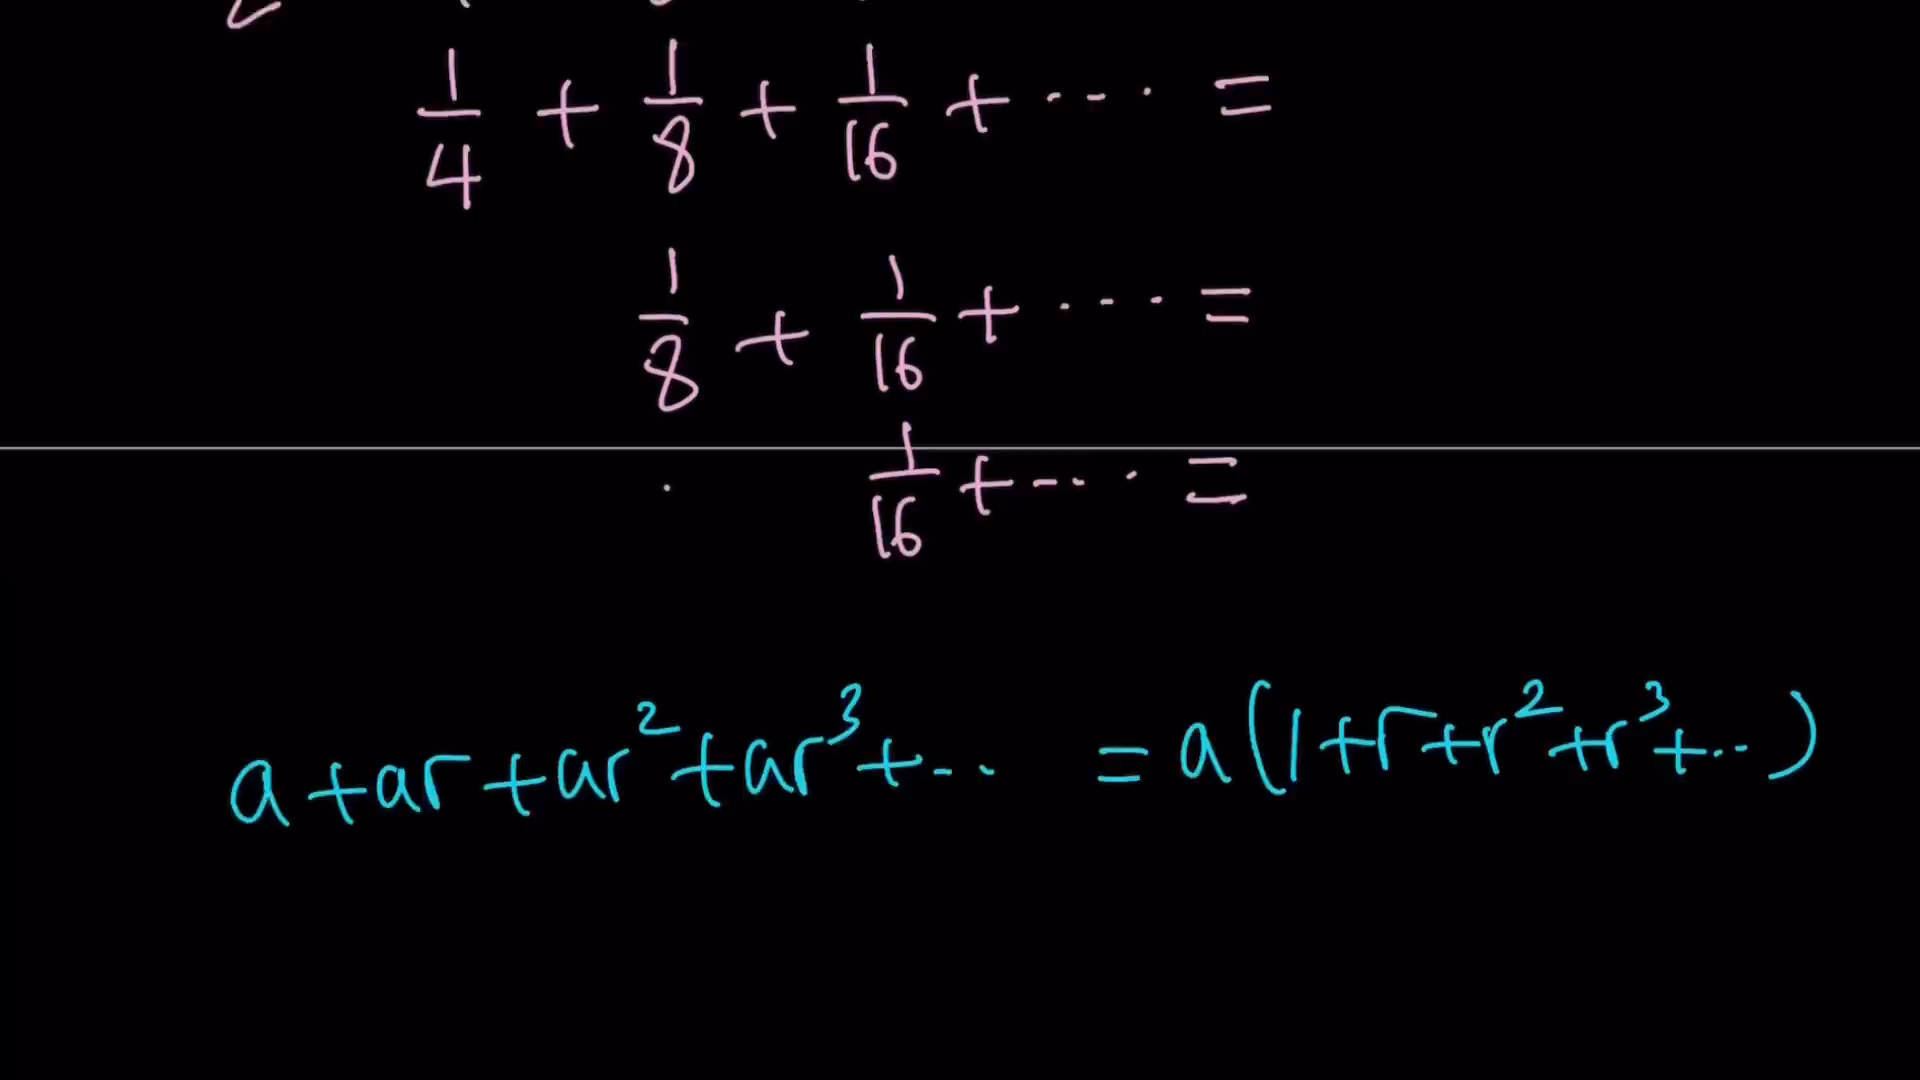 1/4 + 1/8 + 1/16 + ---· =
1/8 + 1/16 + ···· =
1/16 + ---· =
a + ar + ar² + ar³ + ... = a(1 + r + r² + r³ + ...)